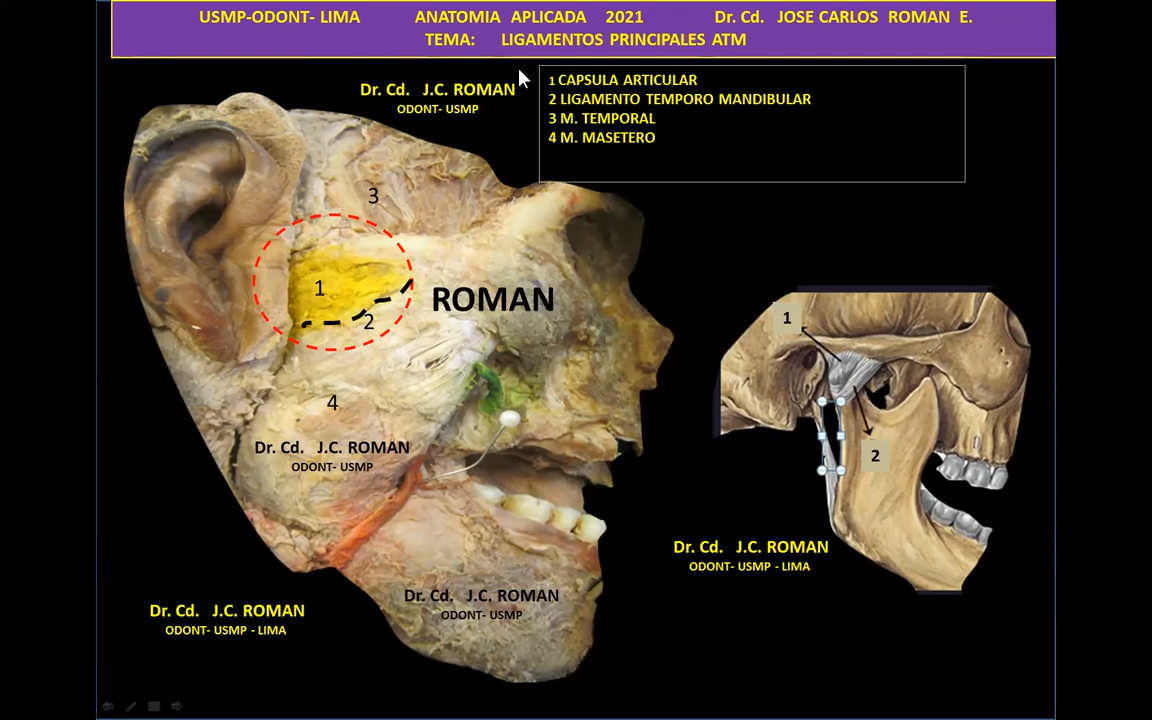 USMP-ODONT- LIMA ANATOMIA APLICADA 2021 Dr. Cd. JOSE CARLOS ROMAN E.
TEMA: LIGAMENTOS PRINCIPALES ATM
Dr. Cd. J.C. ROMAN
ODONT- USMP
1 CAPSULA ARTICULAR
2 LIGAMENTO TEMPORO MANDIBULAR
3 M. TEMPORAL
4 M. MASETERO
3
1
2
ROMAN
4
Dr. Cd. J.C. ROMAN
ODONT- USMP
1
2
Dr. Cd. J.C. ROMAN
ODONT- USMP - LIMA
Dr. Cd. J.C. ROMAN
ODONT- USMP
Dr. Cd. J.C. ROMAN
ODONT- USMP - LIMA